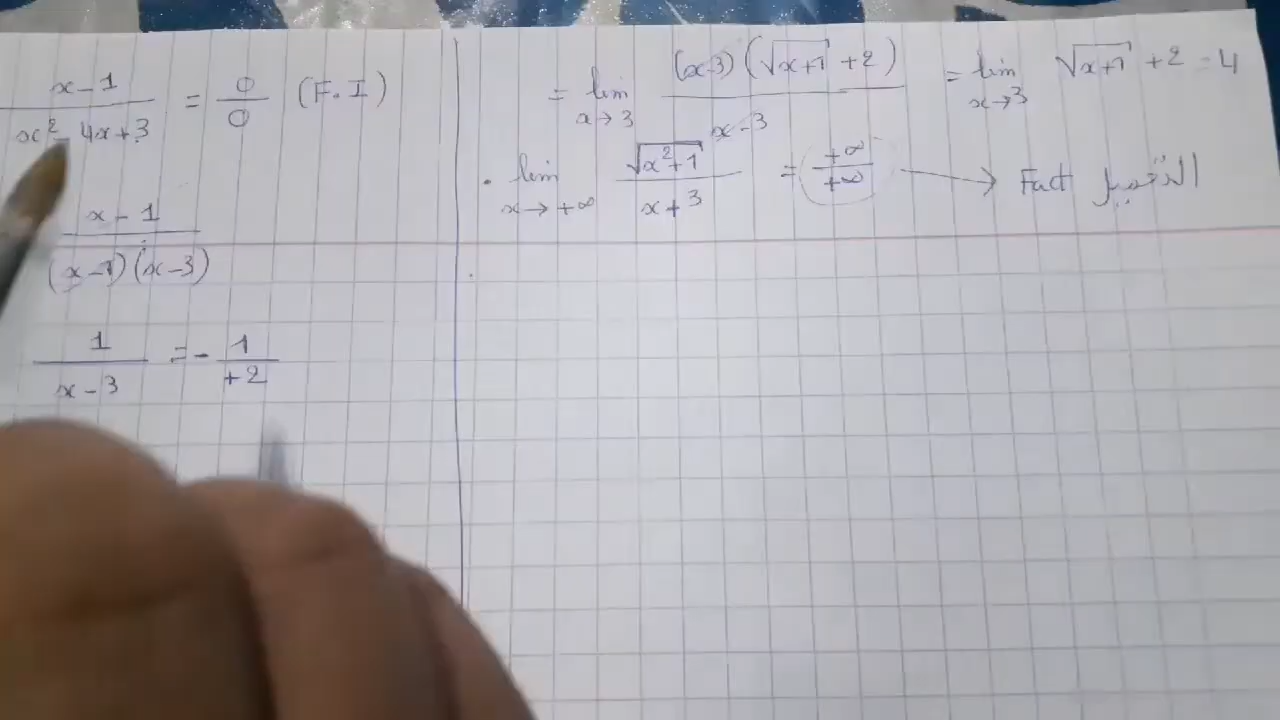 x-1 / x²-4x+3 = 0/0 (F.I)
x-1 / (x-1)(x-3)
1 / x-3 = - 1/+2
= lim x→3 (x-3)(√x+1 +2) / x-3 = lim x→3 √x+1 +2 = 4
. lim x→+∞ √x²+1 / x+3 = +∞/+∞ → Fact التعميل